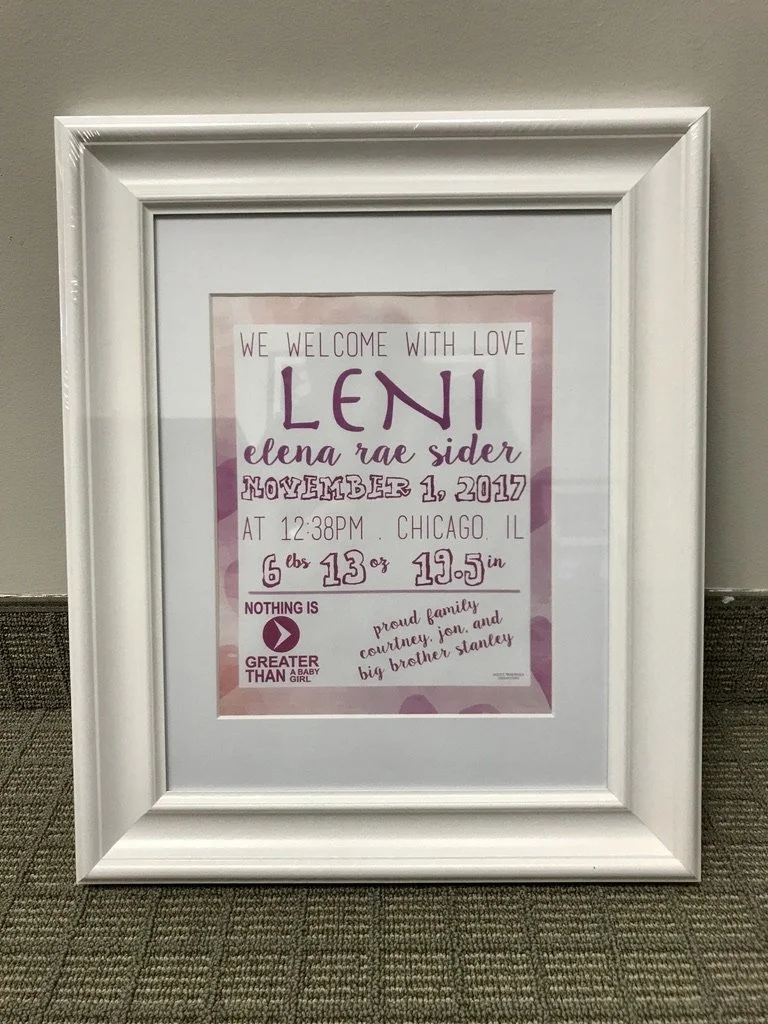 WE WELCOME WITH LOVE
LENI
elena rae sider
NOVEMBER 1, 2017
AT 12:38PM . CHICAGO, IL
6 lbs 13 oz 19.5 in
NOTHING IS
GREATER
THAN A BABY GIRL
proud family
courtney, jon, and
big brother stanley